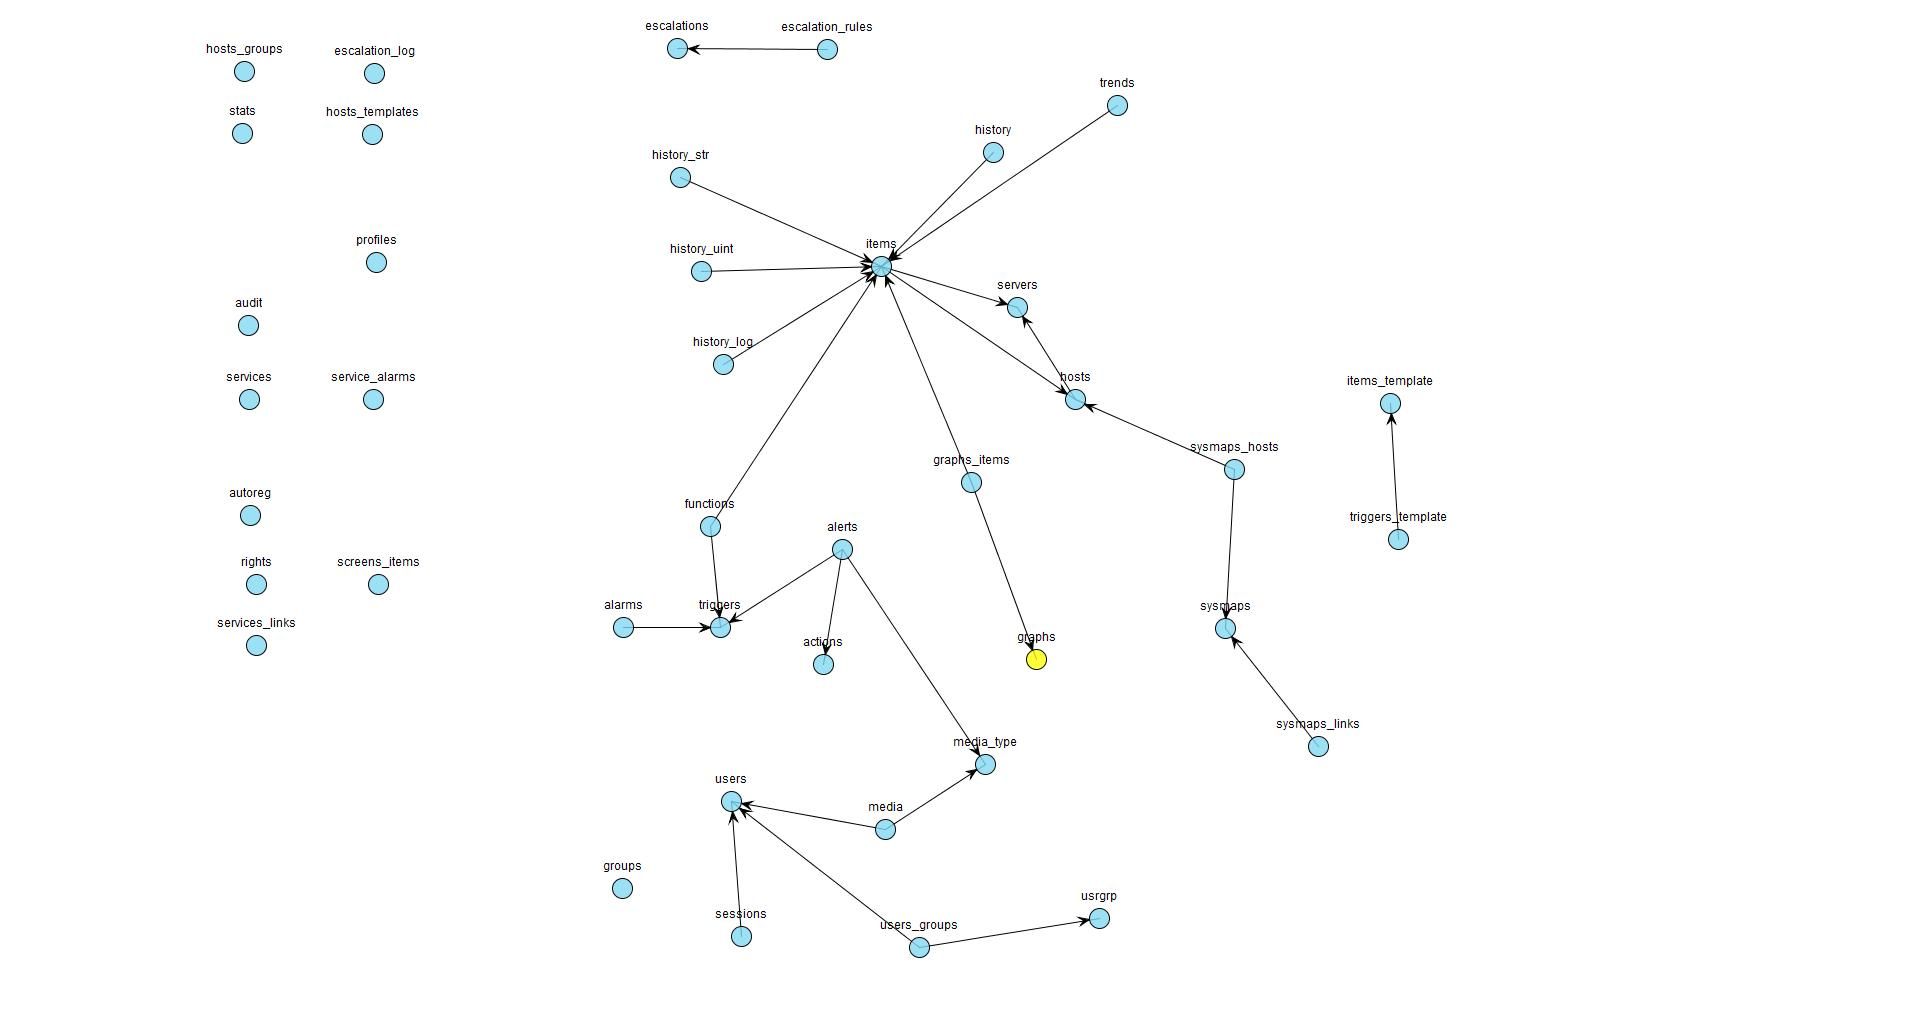 escalations
escalation_rules
hosts_groups
escalation_log
trends
stats
hosts_templates
history
history_str
profiles
items
history_uint
servers
audit
history_log
services
service_alarms
hosts
items_template
sysmaps_hosts
graphs_items
autoreg
functions
triggers_template
alerts
rights
screens_items
alarms
triggers
sysmaps
services_links
actions
graphs
sysmaps_links
media_type
users
media
groups
usrgrp
sessions
users_groups